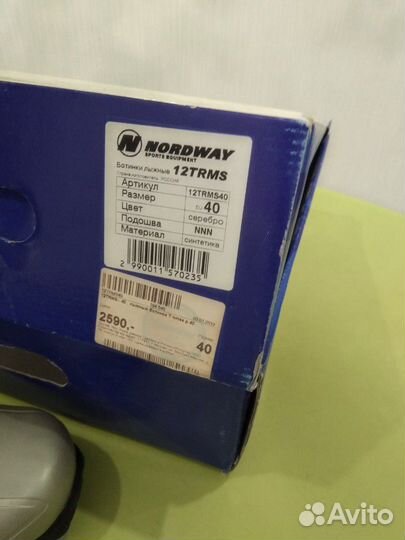 NORDWAY
SPORTS EQUIPMENT
Ботинки лыжные 12TRMS
Артикул 12TRMS40
Размер EU 40
Цвет серебро
Подошва NNN
Материал синтетика
2 990011 570235
2590,-
40
Avito